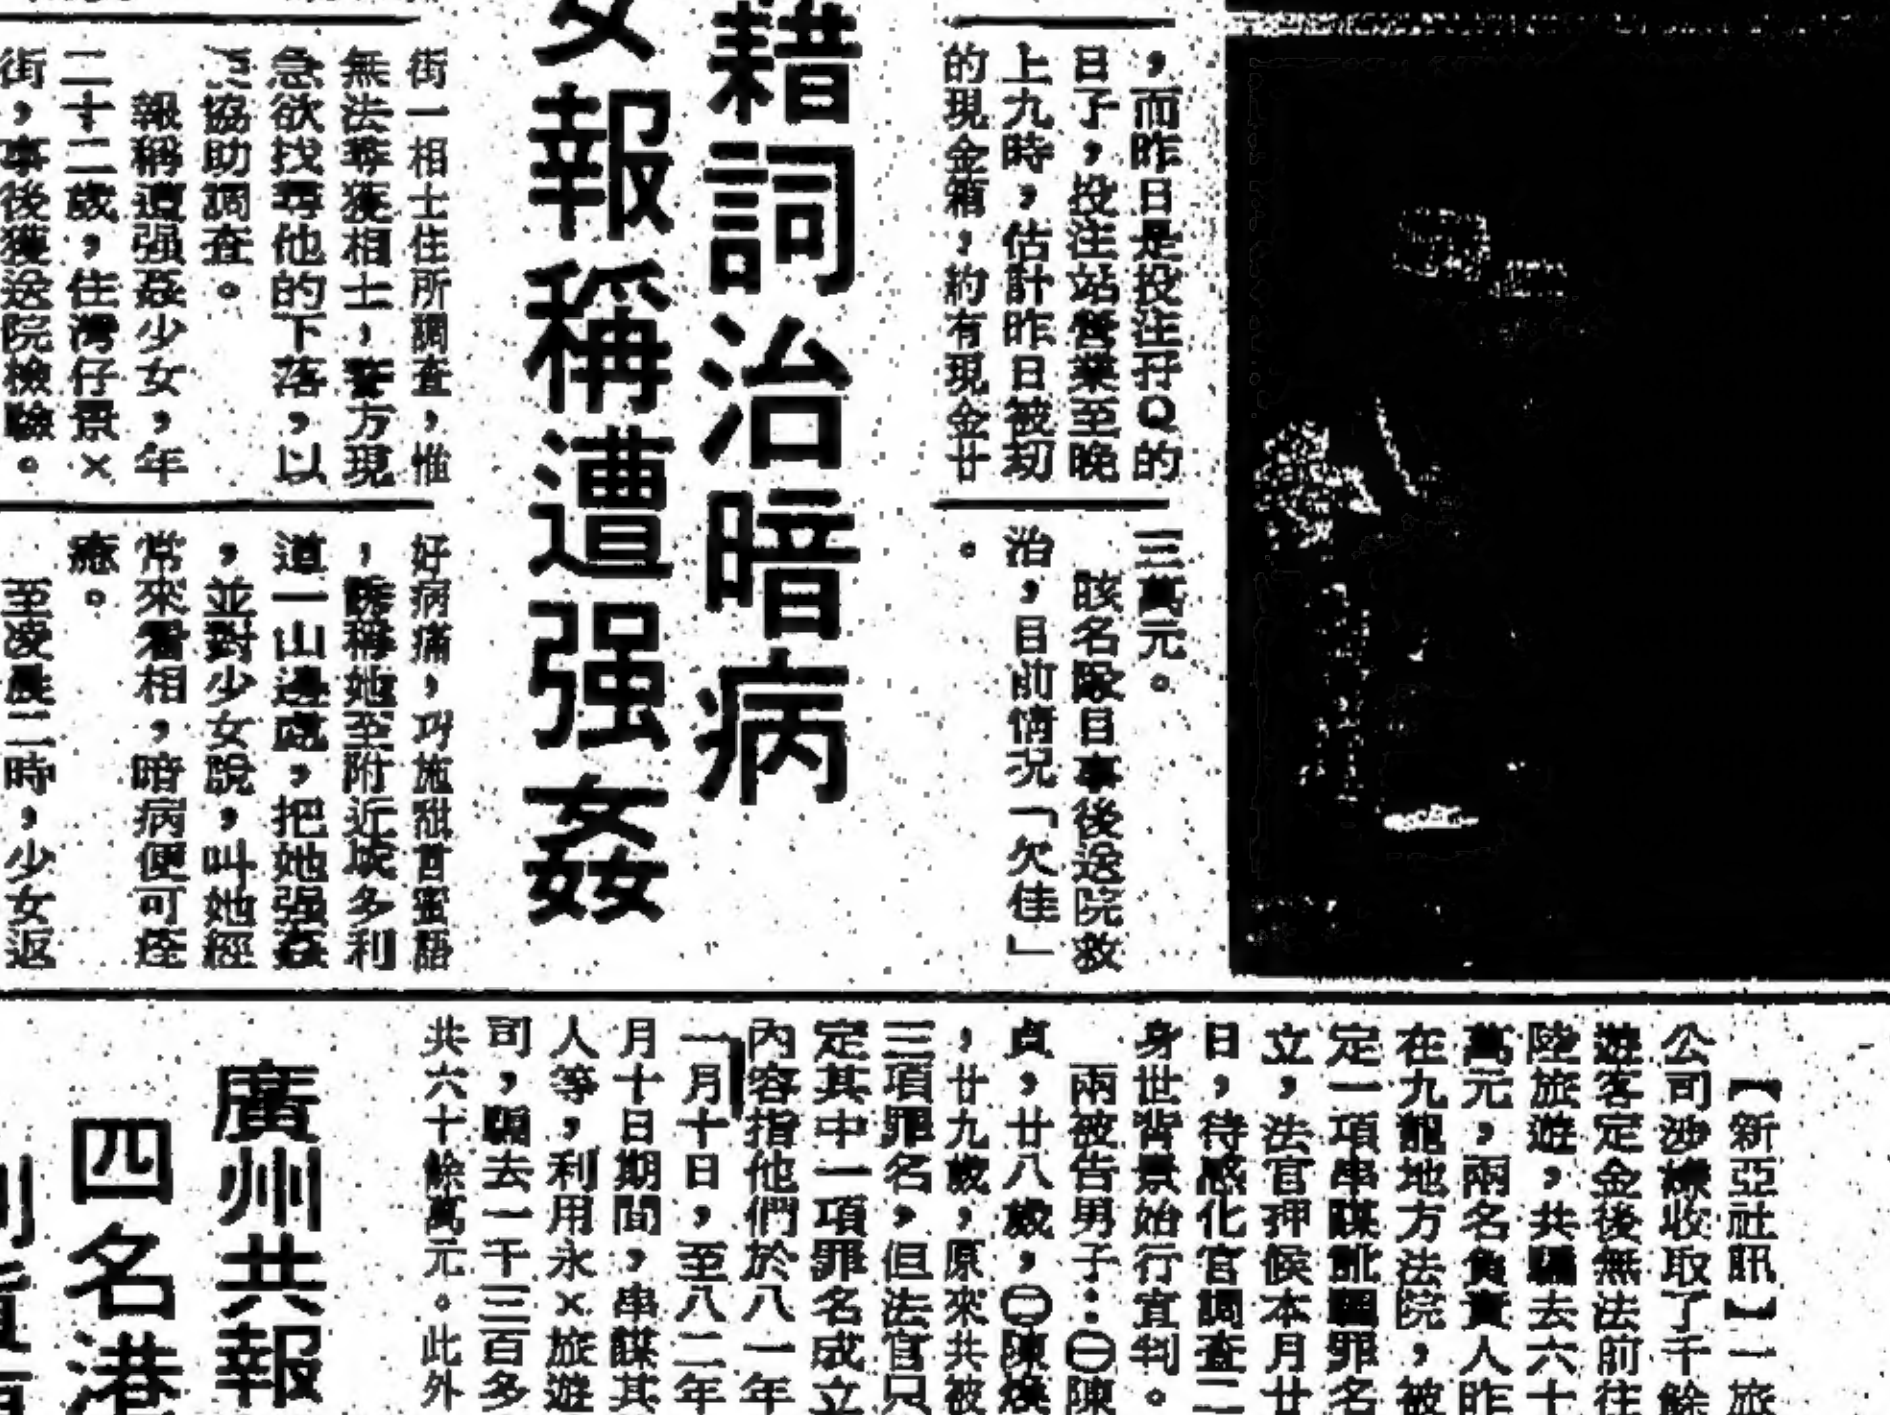 ，而昨日是投注孖Q的
日子，投注站營業至晚
上九時，估計昨日被刧
的現金箱，約有現金廿
三萬元。
該名隊目事後送院救
治，目前情況「欠佳」
。
藉詞治暗病
女報稱遭强姦
街一相士住所調查，惟
無法尋獲相士，警方現
急欲找尋他的下落，以
協助調查。
報稱遭强姦少女，年
二十二歲，住灣仔景×
街，事後獲送院檢驗。
好病痛，巧施甜言蜜語
，誘稱她至附近域多利
道一山邊處，把她强姦
，並對少女說，叫她經
常來看相，暗病便可痊
癒。
至凌晨二時，少女返
【新亞社訊】一旅
公司涉嫌收取了千餘
遊客定金後無法前往
陸旅遊，共騙去六十
萬元，兩名負責人昨
在九龍地方法院，被
定一項串謀訛騙罪名
立，法官押候本月廿
日，待感化官調查二
身世背景始行宣判。
兩被告男子：㊀陳
貞，廿八歲，㊁陳煥
，廿九歲，原來共被
三項罪名，但法官只
定其中一項罪名成立
內容指他們於八一年
一月十日，至八二年
月十日期間，串謀其
人等，利用永×旅遊
司，騙去一千三百多
共六十餘萬元。此外
廣州共報
四名港